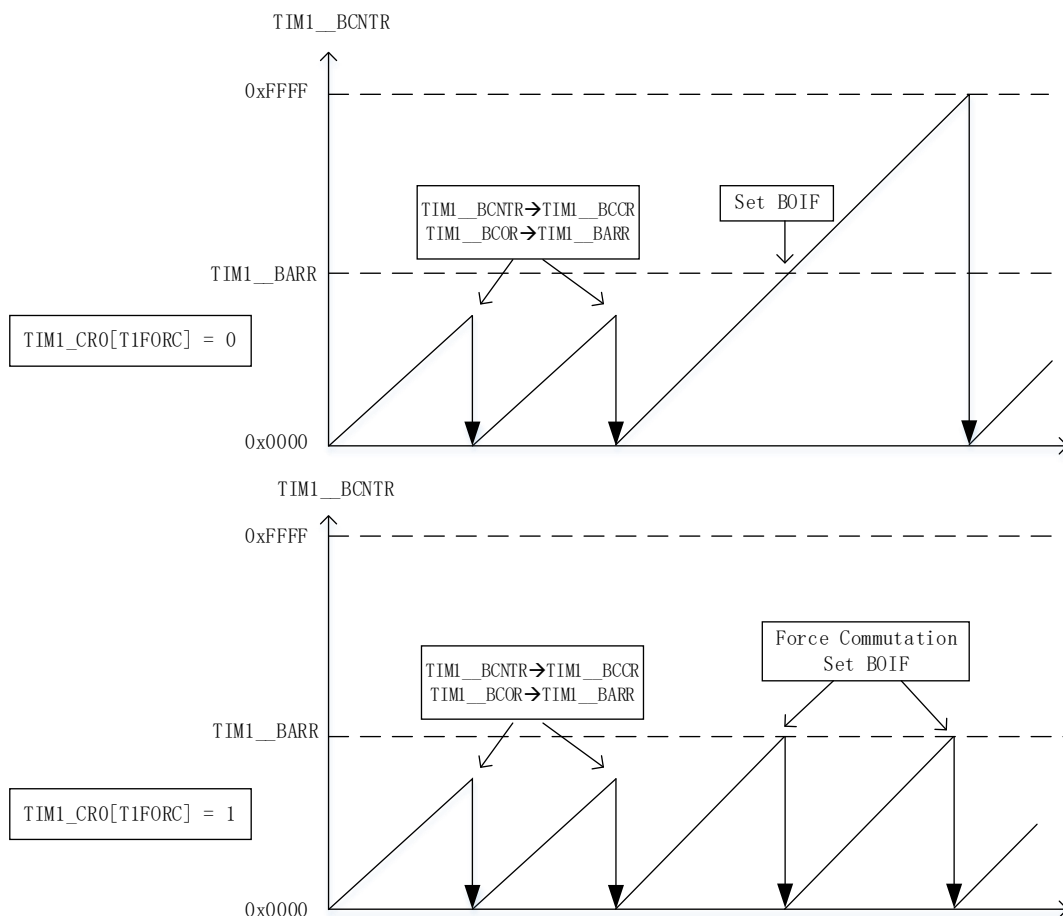 TIM1__BCNTR
0xFFFF
TIM1__BCNTR→TIM1__BCCR
TIM1__BCOR→TIM1__BARR
Set BOIF
TIM1__BARR
TIM1_CR0[T1FORC] = 0
0x0000
TIM1__BCNTR
0xFFFF
Force Commutation
Set BOIF
TIM1__BCNTR→TIM1__BCCR
TIM1__BCOR→TIM1__BARR
TIM1__BARR
TIM1_CR0[T1FORC] = 1
0x0000